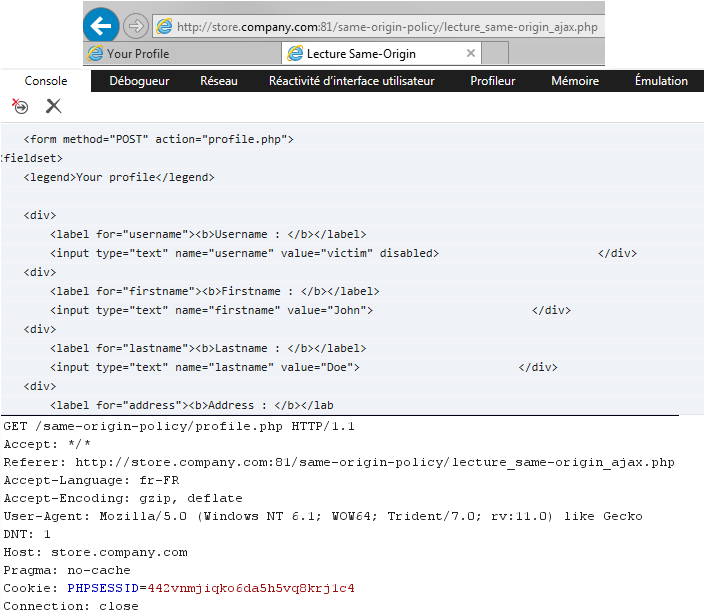 http://store.company.com:81/same-origin-policy/lecture_same-origin_ajax.php
Your Profile Lecture Same-Origin ×
Console Débogueur Réseau Réactivité d'interface utilisateur Profileur Mémoire Émulation
<form method="POST" action="profile.php">
fieldset>
<legend>Your profile</legend>
<div>
<label for="username"><b>Username : </b></label>
<input type="text" name="username" value="victim" disabled> </div>
<div>
<label for="firstname"><b>Firstname : </b></label>
<input type="text" name="firstname" value="John"> </div>
<div>
<label for="lastname"><b>Lastname : </b></label>
<input type="text" name="lastname" value="Doe"> </div>
<div>
<label for="address"><b>Address : </b></lab
GET /same-origin-policy/profile.php HTTP/1.1
Accept: */*
Referer: http://store.company.com:81/same-origin-policy/lecture_same-origin_ajax.php
Accept-Language: fr-FR
Accept-Encoding: gzip, deflate
User-Agent: Mozilla/5.0 (Windows NT 6.1; WOW64; Trident/7.0; rv:11.0) like Gecko
DNT: 1
Host: store.company.com
Pragma: no-cache
Cookie: PHPSESSID=442vnmjiqko6da5h5vq8krj1c4
Connection: close